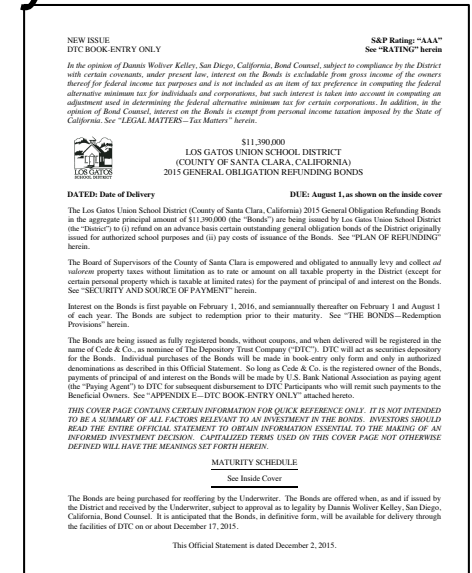 NEW ISSUE
DTC BOOK-ENTRY ONLY
S&P Rating: “AAA”
See “RATING” herein
In the opinion of Dannis Woliver Kelley, San Diego, California, Bond Counsel, subject to compliance by the District
with certain covenants, under present law, interest on the Bonds is excludable from gross income of the owners
thereof for federal income tax purposes and is not included as an item of tax preference in computing the federal
alternative minimum tax for individuals and corporations, but such interest is taken into account in computing an
adjustment used in determining the federal alternative minimum tax for certain corporations. In addition, in the
opinion of Bond Counsel, interest on the Bonds is exempt from personal income taxation imposed by the State of
California. See “LEGAL MATTERS—Tax Matters” herein.
LOS GATOS
SCHOOL DISTRICT
$11,390,000
LOS GATOS UNION SCHOOL DISTRICT
(COUNTY OF SANTA CLARA, CALIFORNIA)
2015 GENERAL OBLIGATION REFUNDING BONDS
DATED: Date of Delivery
DUE: August 1, as shown on the inside cover
The Los Gatos Union School District (County of Santa Clara, California) 2015 General Obligation Refunding Bonds
in the aggregate principal amount of $11,390,000 (the “Bonds”) are being issued by Los Gatos Union School District
(the “District”) to (i) refund on an advance basis certain outstanding general obligation bonds of the District originally
issued for authorized school purposes and (ii) pay costs of issuance of the Bonds. See “PLAN OF REFUNDING”
herein.
The Board of Supervisors of the County of Santa Clara is empowered and obligated to annually levy and collect ad
valorem property taxes without limitation as to rate or amount on all taxable property in the District (except for
certain personal property which is taxable at limited rates) for the payment of principal of and interest on the Bonds.
See “SECURITY AND SOURCE OF PAYMENT” herein.
Interest on the Bonds is first payable on February 1, 2016, and semiannually thereafter on February 1 and August 1
of each year. The Bonds are subject to redemption prior to their maturity. See “THE BONDS—Redemption
Provisions” herein.
The Bonds are being issued as fully registered bonds, without coupons, and when delivered will be registered in the
name of Cede & Co., as nominee of The Depository Trust Company (“DTC”). DTC will act as securities depository
for the Bonds. Individual purchases of the Bonds will be made in book-entry only form and only in authorized
denominations as described in this Official Statement. So long as Cede & Co. is the registered owner of the Bonds,
payments of principal of and interest on the Bonds will be made by U.S. Bank National Association as paying agent
(the “Paying Agent”) to DTC for subsequent disbursement to DTC Participants who will remit such payments to the
Beneficial Owners. See “APPENDIX E—DTC BOOK-ENTRY ONLY” attached hereto.
THIS COVER PAGE CONTAINS CERTAIN INFORMATION FOR QUICK REFERENCE ONLY. IT IS NOT INTENDED
TO BE A SUMMARY OF ALL FACTORS RELEVANT TO AN INVESTMENT IN THE BONDS. INVESTORS SHOULD
READ THE ENTIRE OFFICIAL STATEMENT TO OBTAIN INFORMATION ESSENTIAL TO THE MAKING OF AN
INFORMED INVESTMENT DECISION. CAPITALIZED TERMS USED ON THIS COVER PAGE NOT OTHERWISE
DEFINED WILL HAVE THE MEANINGS SET FORTH HEREIN.
MATURITY SCHEDULE
See Inside Cover
The Bonds are being purchased for reoffering by the Underwriter. The Bonds are offered when, as and if issued by
the District and received by the Underwriter, subject to approval as to legality by Dannis Woliver Kelley, San Diego,
California, Bond Counsel. It is anticipated that the Bonds, in definitive form, will be available for delivery through
the facilities of DTC on or about December 17, 2015.
This Official Statement is dated December 2, 2015.